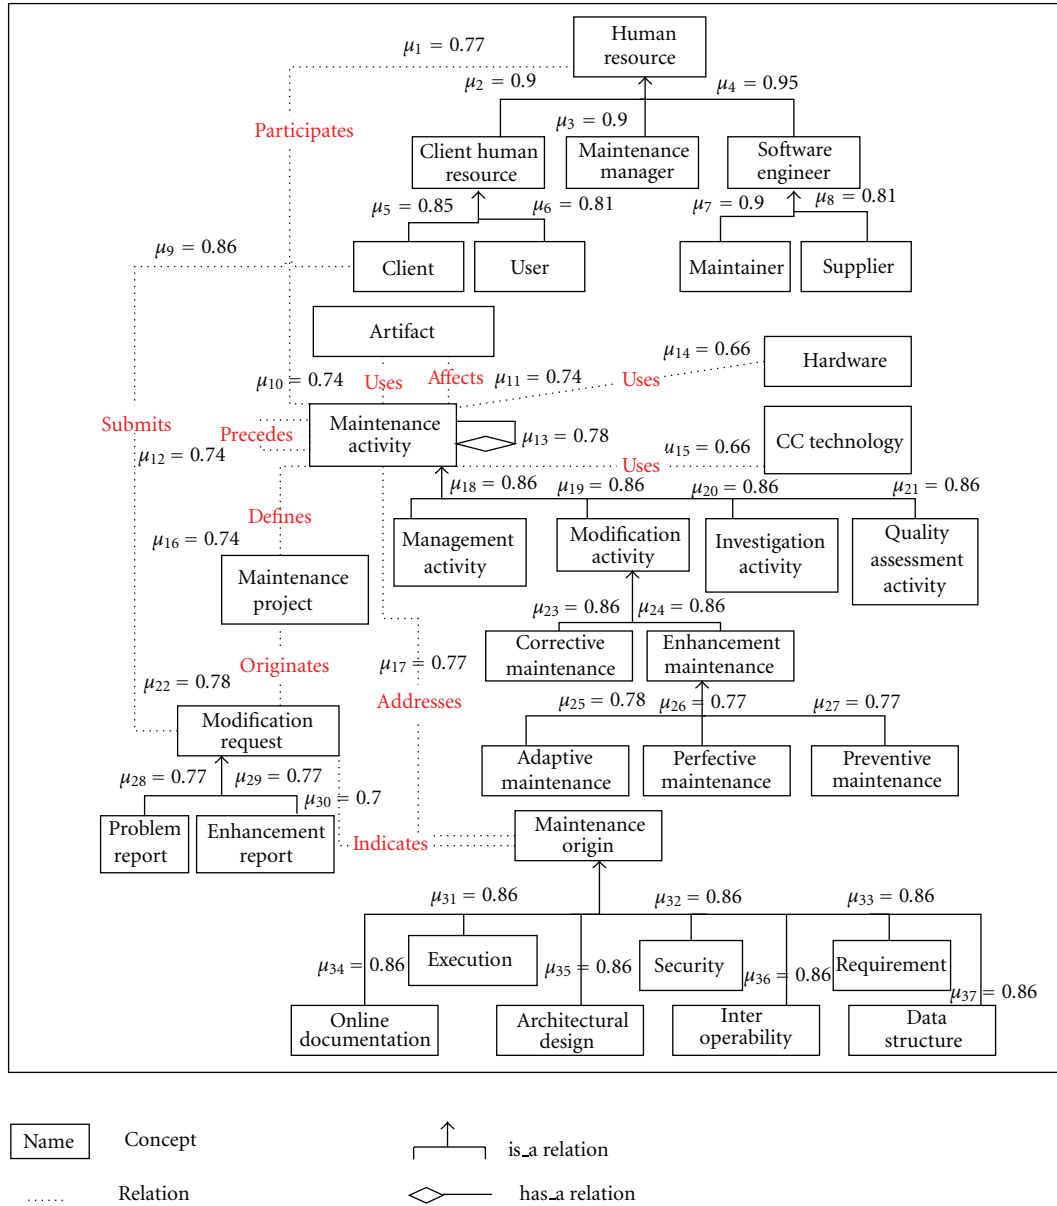 Human
resource
μ1 = 0.77
μ2 = 0.9
μ4 = 0.95
μ3 = 0.9
Participates
Client human
resource
Maintenance
manager
Software
engineer
μ5 = 0.85
μ6 = 0.81
μ7 = 0.9
μ8 = 0.81
μ9 = 0.86
Client
User
Maintainer
Supplier
Artifact
μ14 = 0.66
Hardware
μ10 = 0.74
Uses
Affects
μ11 = 0.74
Uses
Submits
Precedes
Maintenance
activity
μ13 = 0.78
μ12 = 0.74
Uses
u15 = 0.66
CC technology
μ18 = 0.86
μ19 = 0.86
μ20 = 0.86
μ21 = 0.86
Defines
μ16 = 0.74
Management
activity
Modification
activity
Investigation
activity
Quality
assessment
activity
Maintenance
project
μ23 = 0.86
μ24 = 0.86
Corrective
maintenance
Enhancement
maintenance
Originates
μ17 = 0.77
μ22 = 0.78
Addresses
μ25 = 0.78
μ26 = 0.77
μ27 = 0.77
Modification
request
Adaptive
maintenance
Perfective
maintenance
Preventive
maintenance
μ28 = 0.77
μ29 = 0.77
μ30 = 0.7
Problem
report
Enhancement
report
Indicates
Maintenance
origin
μ31 = 0.86
μ32 = 0.86
μ33 = 0.86
Execution
Security
Requirement
μ34 = 0.86
μ35 = 0.86
μ36 = 0.86
μ37 = 0.86
Online
documentation
Architectural
design
Inter
operability
Data
structure
Name
Concept
is_a relation
Relation
has_a relation